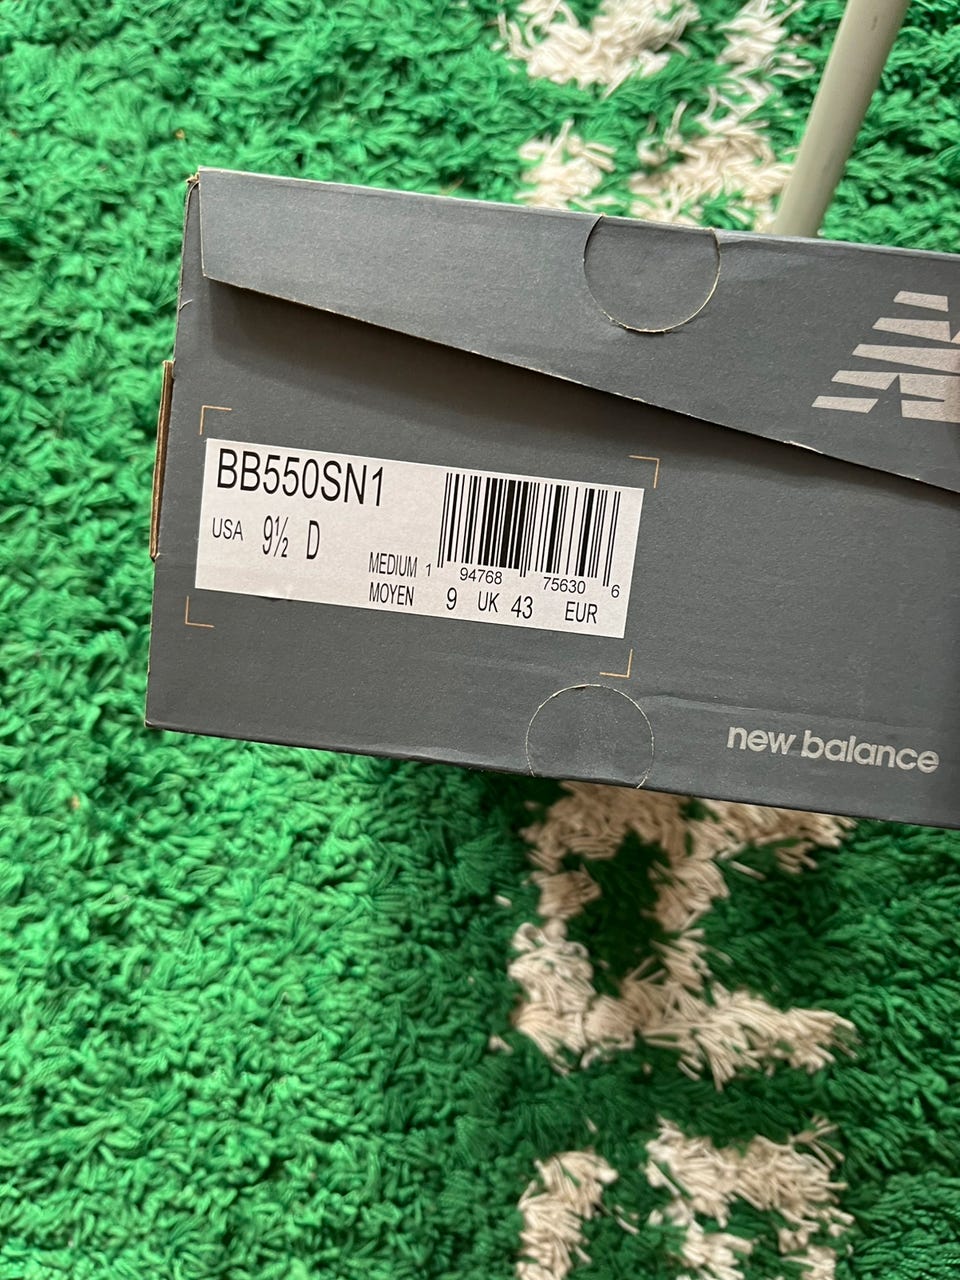 BB550SN1
USA 9½ D
MEDIUM
MOYEN
1 94768 75630 6
9 UK 43 EUR
new balance